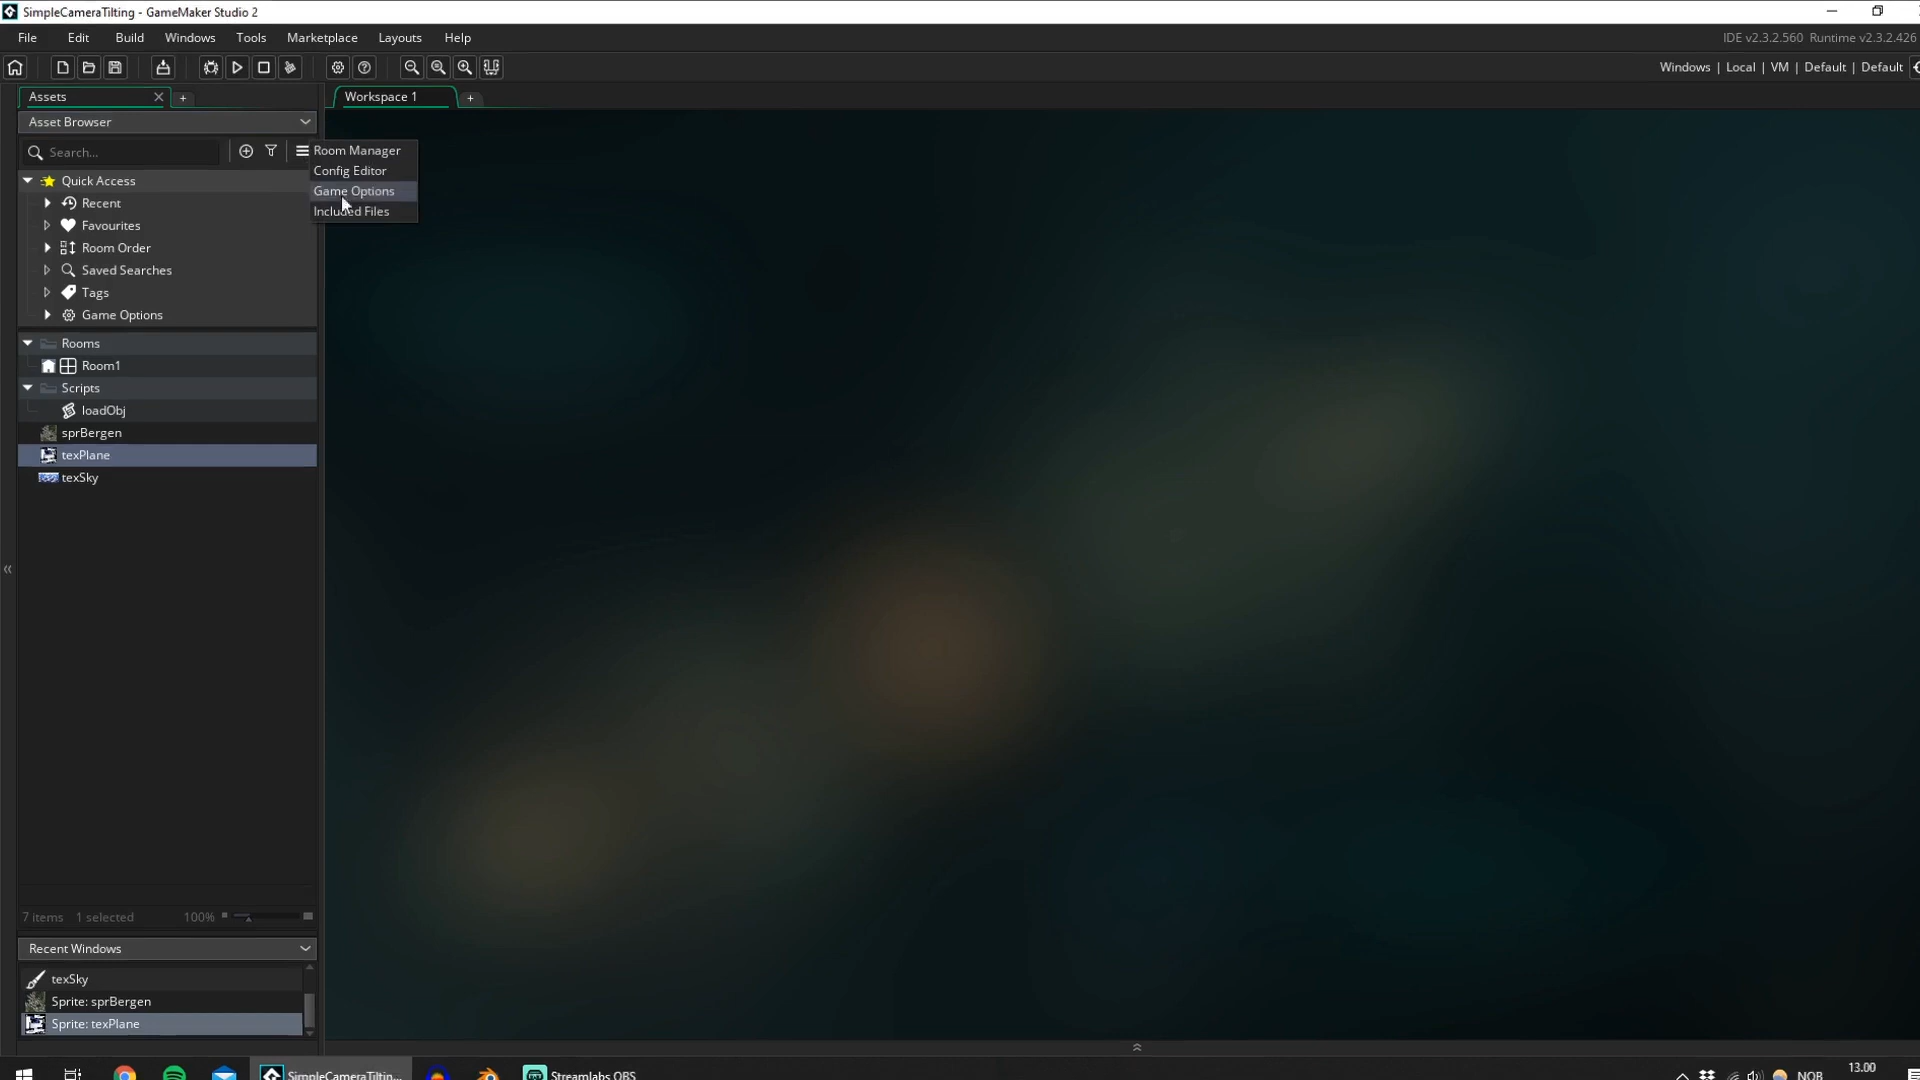 SimpleCameraTilting - GameMaker Studio 2
File Edit Build Windows Tools Marketplace Layouts Help
IDE v2.3.2.560 Runtime v2.3.2.426
Windows | Local | VM | Default | Default
Assets
Workspace 1
Asset Browser
Search...
Room Manager
Config Editor
Game Options
Included Files
Quick Access
Recent
Favourites
Room Order
Saved Searches
Tags
Game Options
Rooms
Room1
Scripts
loadObj
sprBergen
texPlane
texSky
7 items 1 selected 100%
Recent Windows
texSky
Sprite: sprBergen
Sprite: texPlane
SimpleCameraTiltin...
Streamlabs OBS
NOB
13.00